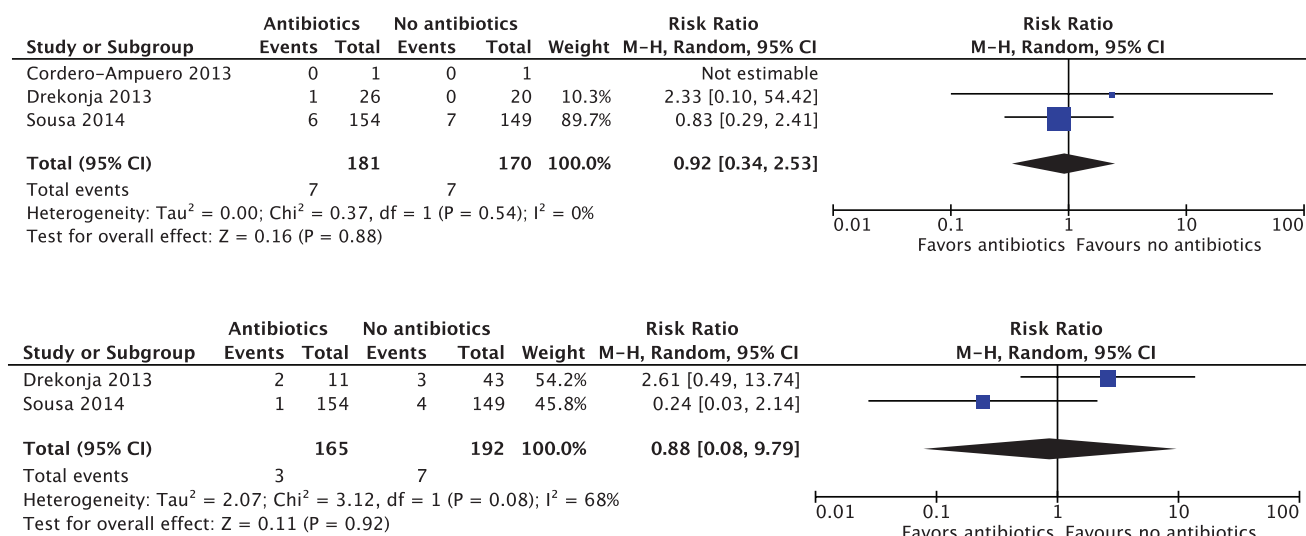 Antibiotics No antibiotics Risk Ratio Risk Ratio
Study or Subgroup Events Total Events Total Weight M-H, Random, 95% CI M-H, Random, 95% CI
Cordero-Ampuero 2013 0 1 0 1 Not estimable
Drekonja 2013 1 26 0 20 10.3% 2.33 [0.10, 54.42]
Sousa 2014 6 154 7 149 89.7% 0.83 [0.29, 2.41]
Total (95% CI) 181 170 100.0% 0.92 [0.34, 2.53]
Total events 7 7
Heterogeneity: Tau² = 0.00; Chi² = 0.37, df = 1 (P = 0.54); I² = 0%
Test for overall effect: Z = 0.16 (P = 0.88)
0.01 0.1 1 10 100
Favors antibiotics Favours no antibiotics
Antibiotics No antibiotics Risk Ratio Risk Ratio
Study or Subgroup Events Total Events Total Weight M-H, Random, 95% CI M-H, Random, 95% CI
Drekonja 2013 2 11 3 43 54.2% 2.61 [0.49, 13.74]
Sousa 2014 1 154 4 149 45.8% 0.24 [0.03, 2.14]
Total (95% CI) 165 192 100.0% 0.88 [0.08, 9.79]
Total events 3 7
Heterogeneity: Tau² = 2.07; Chi² = 3.12, df = 1 (P = 0.08); I² = 68%
Test for overall effect: Z = 0.11 (P = 0.92)
0.01 0.1 1 10 100
Favors antibiotics Favours no antibiotics